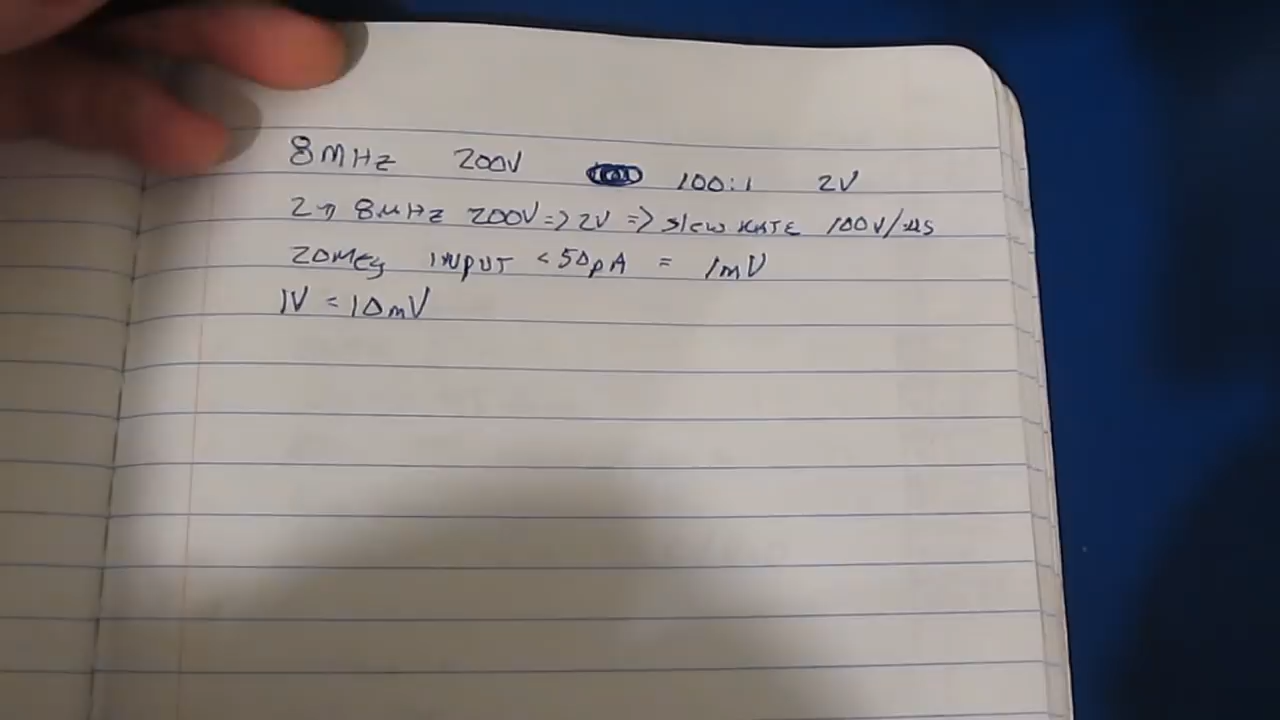 8MHz 200V 100:1 2V
2π 8MHz 200V => 2V => Slew RATE 100V/µs
20Meg INPUT <50pA = 1mV
1V = 10mV